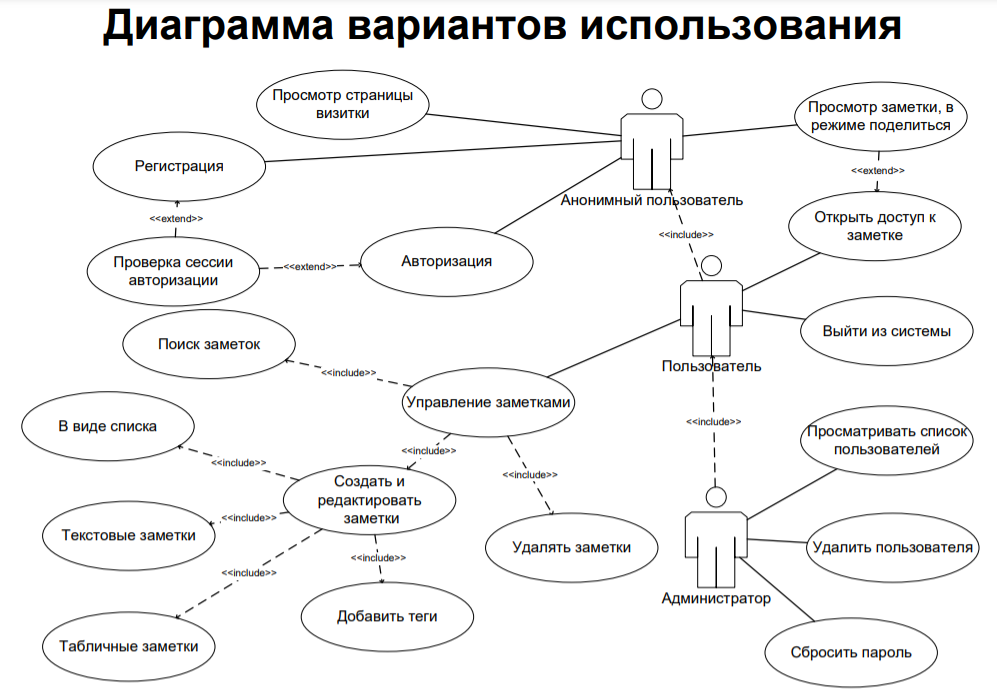 Диаграмма вариантов использования
Просмотр страницы
визитки
Просмотр заметки, в
режиме поделиться
Регистрация
<<extend>>
Анонимный пользователь
<<extend>>
Открыть доступ к
заметке
<<include>>
Проверка сессии
авторизации
<<extend>>
Авторизация
Выйти из системы
Поиск заметок
<<include>>
Пользователь
Управление заметками
В виде списка
<<include>>
<<include>>
<<include>>
Просматривать список
пользователей
<<include>>
<<include>>
Создать и
редактировать
заметки
Текстовые заметки
<<include>>
Удалять заметки
Удалить пользователя
<<include>>
<<include>>
Администратор
Добавить теги
Табличные заметки
Сбросить пароль